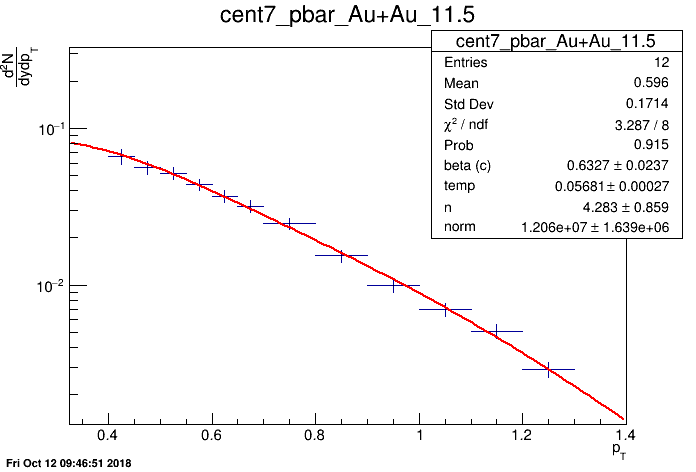 cent7_pbar_Au+Au_11.5
d²N
dydp_T
cent7_pbar_Au+Au_11.5
Entries 12
Mean 0.596
Std Dev 0.1714
χ² / ndf 3.287 / 8
Prob 0.915
beta (c) 0.6327 ± 0.0237
temp 0.05681 ± 0.00027
n 4.283 ± 0.859
norm 1.206e+07 ± 1.639e+06
10⁻¹
10⁻²
0.4 0.6 0.8 1 1.2 1.4
p_T
Fri Oct 12 09:46:51 2018